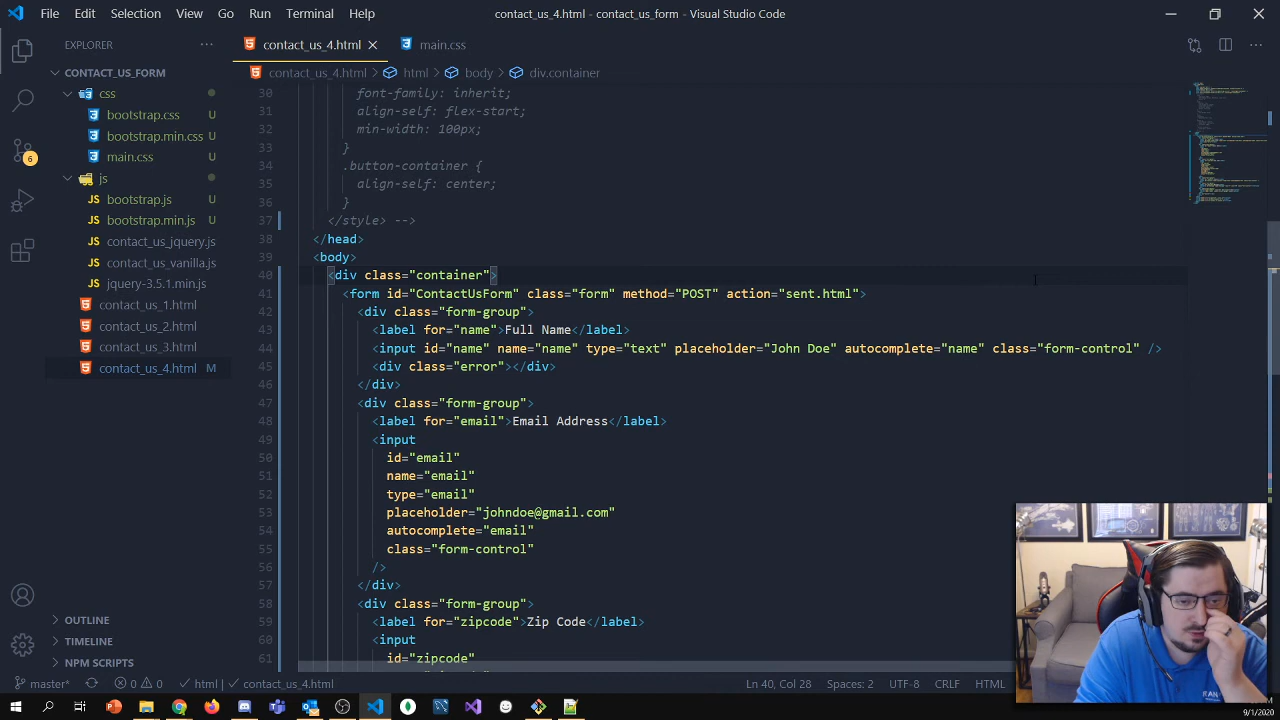 File Edit Selection View Go Run Terminal Help
contact_us_4.html - contact_us_form - Visual Studio Code
EXPLORER
CONTACT_US_FORM
css
bootstrap.css U
bootstrap.min.css U
main.css U
js
bootstrap.js U
bootstrap.min.js U
contact_us_jquery.js
contact_us_vanilla.js
jquery-3.5.1.min.js
contact_us_1.html
contact_us_2.html
contact_us_3.html
contact_us_4.html M
OUTLINE
TIMELINE
NPM SCRIPTS
6
contact_us_4.html
main.css
contact_us_4.html > html > body > div.container
30 font-family: inherit;
31 align-self: flex-start;
32 min-width: 100px;
33 }
34 .button-container {
35 align-self: center;
36 }
37 </style> -->
38 </head>
39 <body>
40 <div class="container">
41 <form id="ContactUsForm" class="form" method="POST" action="sent.html">
42 <div class="form-group">
43 <label for="name">Full Name</label>
44 <input id="name" name="name" type="text" placeholder="John Doe" autocomplete="name" class="form-control" />
45 <div class="error"></div>
46 </div>
47 <div class="form-group">
48 <label for="email">Email Address</label>
49 <input
50 id="email"
51 name="email"
52 type="email"
53 placeholder="johndoe@gmail.com"
54 autocomplete="email"
55 class="form-control"
56 />
57 </div>
58 <div class="form-group">
59 <label for="zipcode">Zip Code</label>
60 <input
61 id="zipcode"
master* 0 0 html contact_us_4.html
Ln 40, Col 28 Spaces: 2 UTF-8 CRLF HTML
9/1/2020